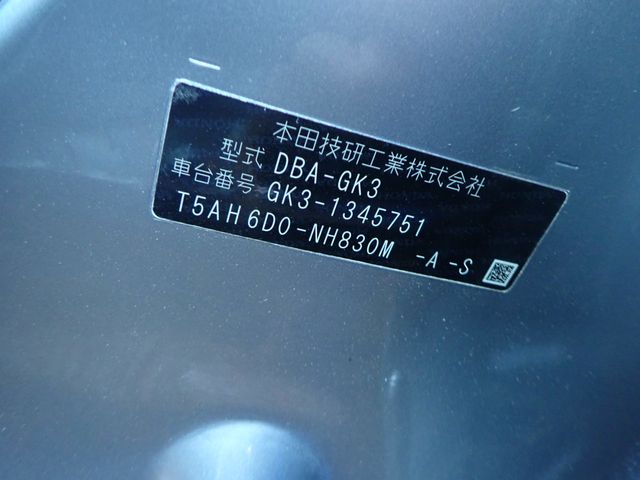 本田技研工業株式会社
型式 DBA-GK3
車台番号 GK3-1345751
T5AH6D0-NH830M -A-S